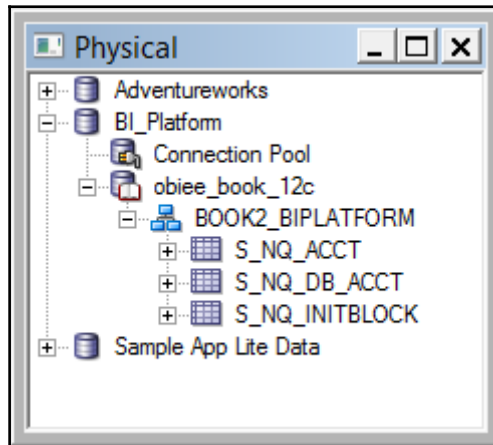 Physical
Adventureworks
BI_Platform
Connection Pool
obiee_book_12c
BOOK2_BIPLATFORM
S_NQ_ACCT
S_NQ_DB_ACCT
S_NQ_INITBLOCK
Sample App Lite Data